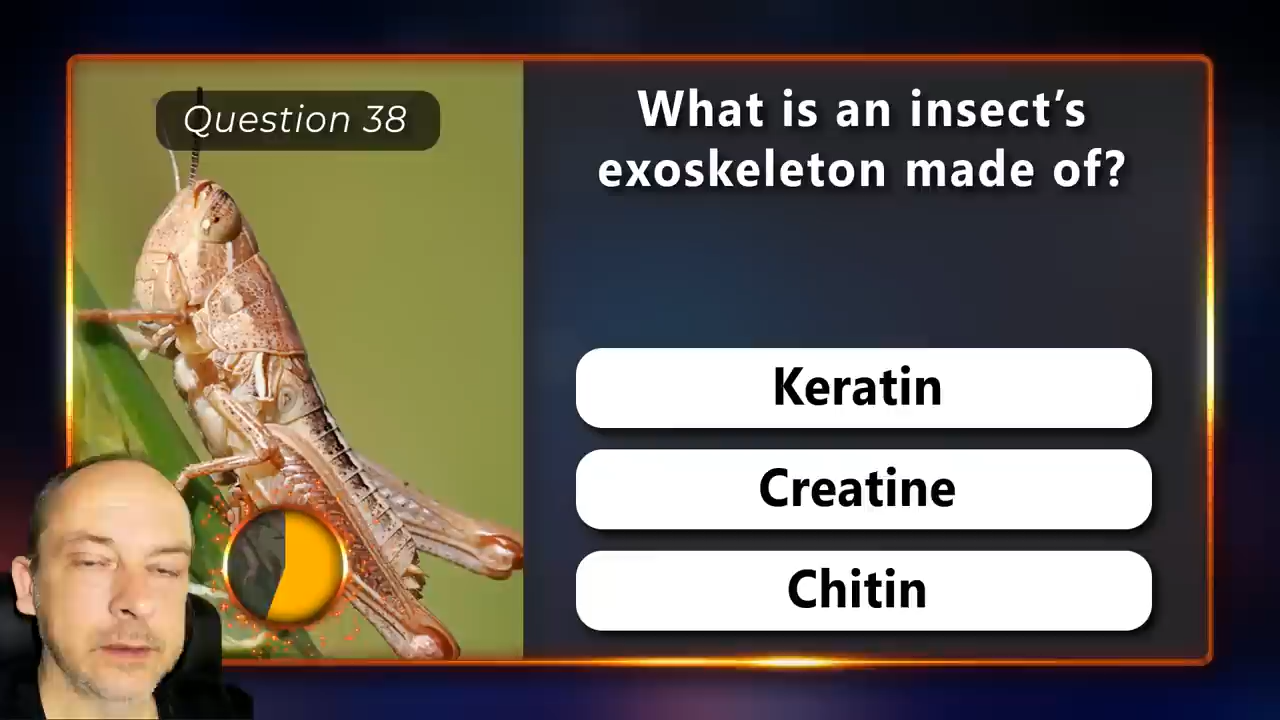 Question 38
What is an insect’s
exoskeleton made of?
Keratin
Creatine
Chitin